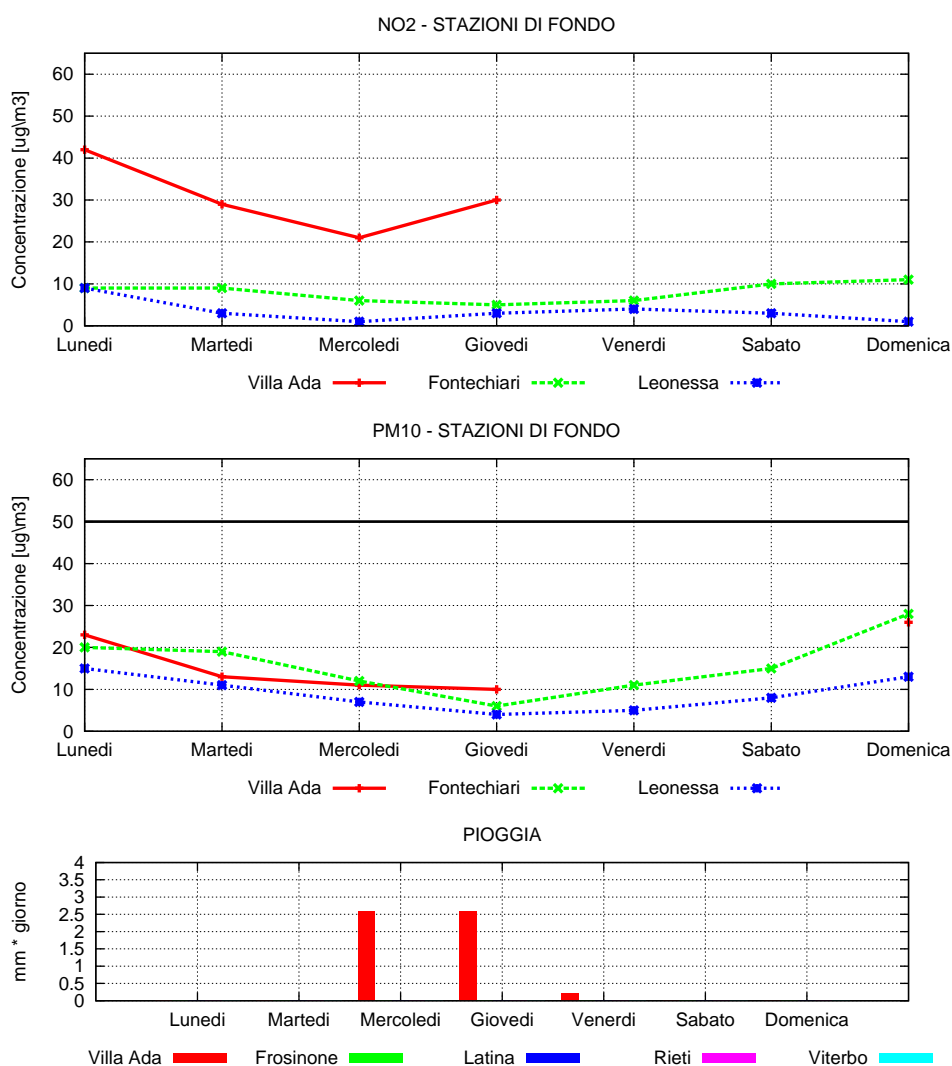 NO2 - STAZIONI DI FONDO
Concentrazione [ug\m3]
60
50
40
30
20
10
0
Lunedi Martedi Mercoledi Giovedi Venerdi Sabato Domenica
Villa Ada Fontechiari Leonessa
PM10 - STAZIONI DI FONDO
Concentrazione [ug\m3]
60
50
40
30
20
10
0
Lunedi Martedi Mercoledi Giovedi Venerdi Sabato Domenica
Villa Ada Fontechiari Leonessa
PIOGGIA
mm * giorno
4
3.5
3
2.5
2
1.5
1
0.5
0
Lunedi Martedi Mercoledi Giovedi Venerdi Sabato Domenica
Villa Ada Frosinone Latina Rieti Viterbo